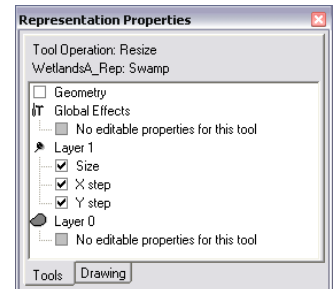 Representation Properties
Tool Operation: Resize
WetlandsA_Rep: Swamp
Geometry
Global Effects
No editable properties for this tool
Layer 1
Size
X step
Y step
Layer 0
No editable properties for this tool
Tools Drawing